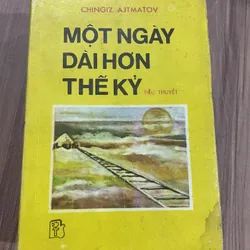 CHINGIZ AJTMATOV
MỘT NGÀY
DÀI HƠN
THẾ KỶ
TIỂU THUYẾT